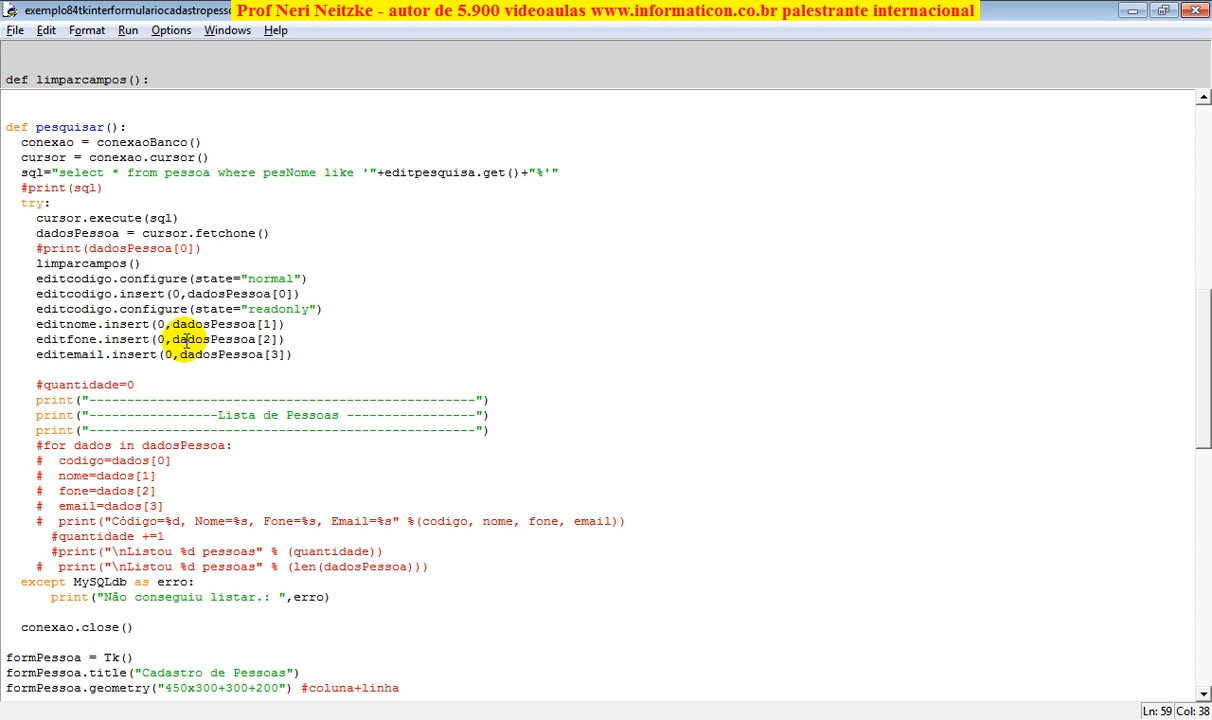 exemplo84tkinterformulariocadastropesso
Prof Neri Neitzke - autor de 5.900 videoaulas www.informaticon.co.br palestrante internacional
File Edit Format Run Options Windows Help
def limparcampos():
def pesquisar():
conexao = conexaoBanco()
cursor = conexao.cursor()
sql="select * from pessoa where pesNome like '"+editpesquisa.get()+"%'"
#print(sql)
try:
cursor.execute(sql)
dadosPessoa = cursor.fetchone()
#print(dadosPessoa[0])
limparcampos()
editcodigo.configure(state="normal")
editcodigo.insert(0,dadosPessoa[0])
editcodigo.configure(state="readonly")
editnome.insert(0,dadosPessoa[1])
editfone.insert(0,dadosPessoa[2])
editemail.insert(0,dadosPessoa[3])
#quantidade=0
print("---------------------------------------------------")
print("-----------------Lista de Pessoas -----------------")
print("---------------------------------------------------")
#for dados in dadosPessoa:
#  codigo=dados[0]
#  nome=dados[1]
#  fone=dados[2]
#  email=dados[3]
#  print("Código=%d, Nome=%s, Fone=%s, Email=%s" %(codigo, nome, fone, email))
#quantidade +=1
#print("\nListou %d pessoas" % (quantidade))
#  print("\nListou %d pessoas" % (len(dadosPessoa)))
except MySQLdb as erro:
print("Não conseguiu listar.: ",erro)
conexao.close()
formPessoa = Tk()
formPessoa.title("Cadastro de Pessoas")
formPessoa.geometry("450x300+300+200") #coluna+linha
Ln: 59 Col: 38